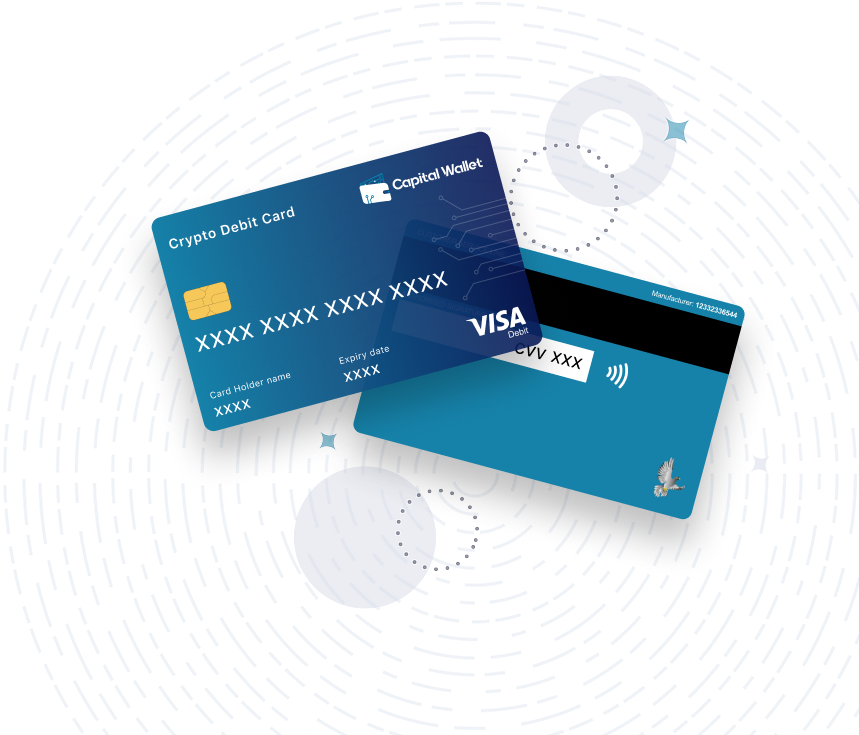 Capital Wallet
Crypto Debit Card
XXXX XXXX XXXX XXXX
VISA
Debit
Expiry date
XXXX
Card Holder name
XXXX
Manufacturer: 12332336544
CVV XXX